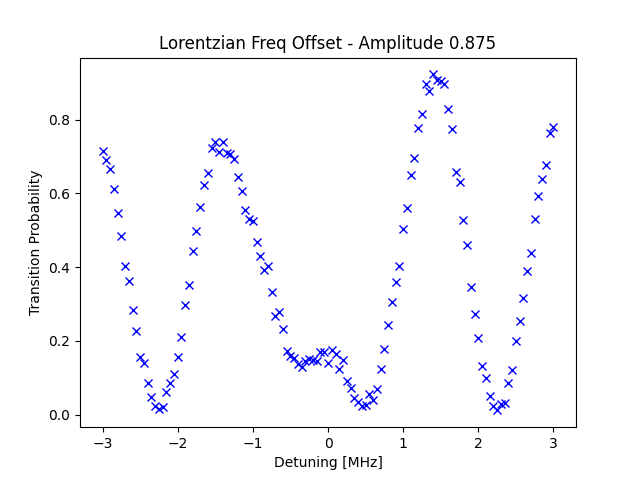 Lorentzian Freq Offset - Amplitude 0.875
Transition Probability
0.8
0.6
0.4
0.2
0.0
−3 −2 −1 0 1 2 3
Detuning [MHz]